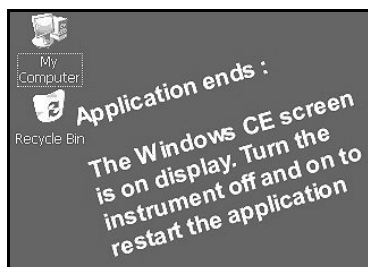 My
Computer
Recycle Bin
Application ends :
The Windows CE screen
is on display. Turn the
instrument off and on to
restart the application